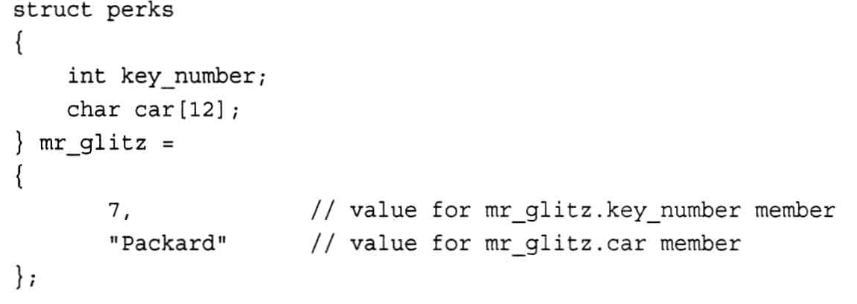 struct perks
{
    int key_number;
    char car[12];
} mr_glitz =
{
        7,              // value for mr_glitz.key_number member
        "Packard"       // value for mr_glitz.car member
};